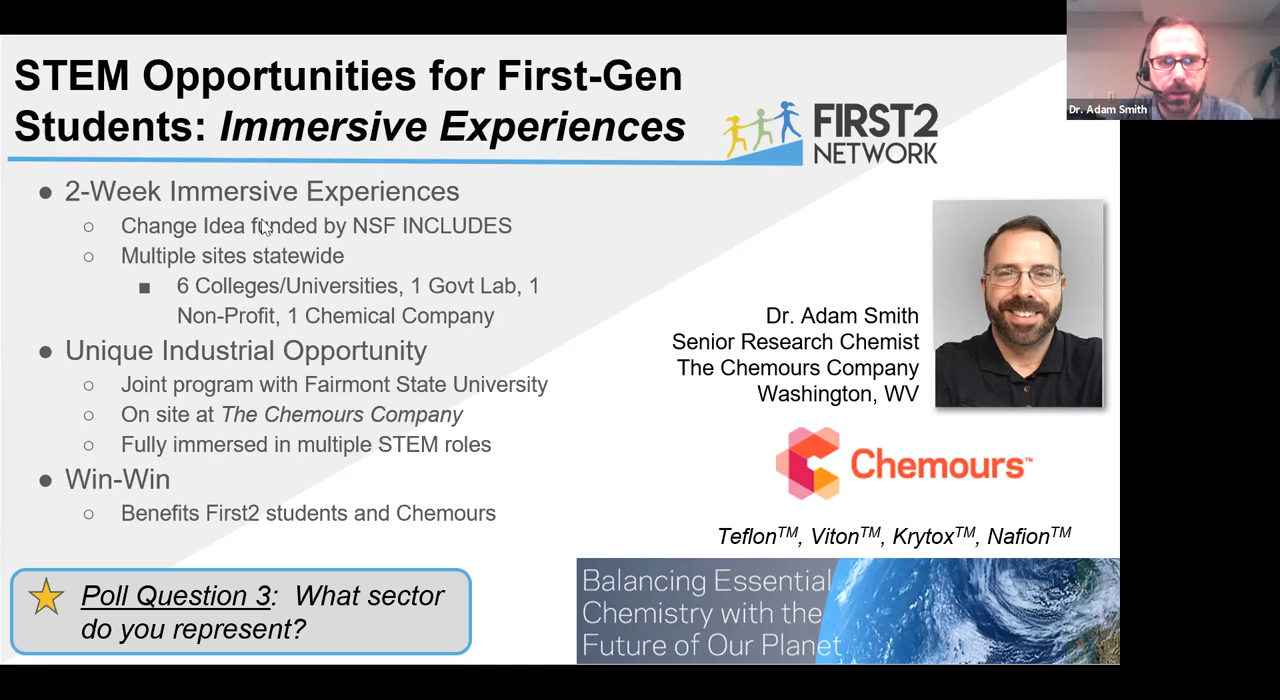 STEM Opportunities for First-Gen
Students: Immersive Experiences
FIRST2
NETWORK
Dr. Adam Smith
● 2-Week Immersive Experiences
○ Change Idea funded by NSF INCLUDES
○ Multiple sites statewide
■ 6 Colleges/Universities, 1 Govt Lab, 1
Non-Profit, 1 Chemical Company
● Unique Industrial Opportunity
○ Joint program with Fairmont State University
○ On site at The Chemours Company
○ Fully immersed in multiple STEM roles
● Win-Win
○ Benefits First2 students and Chemours
Dr. Adam Smith
Senior Research Chemist
The Chemours Company
Washington, WV
Chemours™
Teflon™, Viton™, Krytox™, Nafion™
Poll Question 3: What sector
do you represent?
Balancing Essential
Chemistry with the
Future of Our Planet